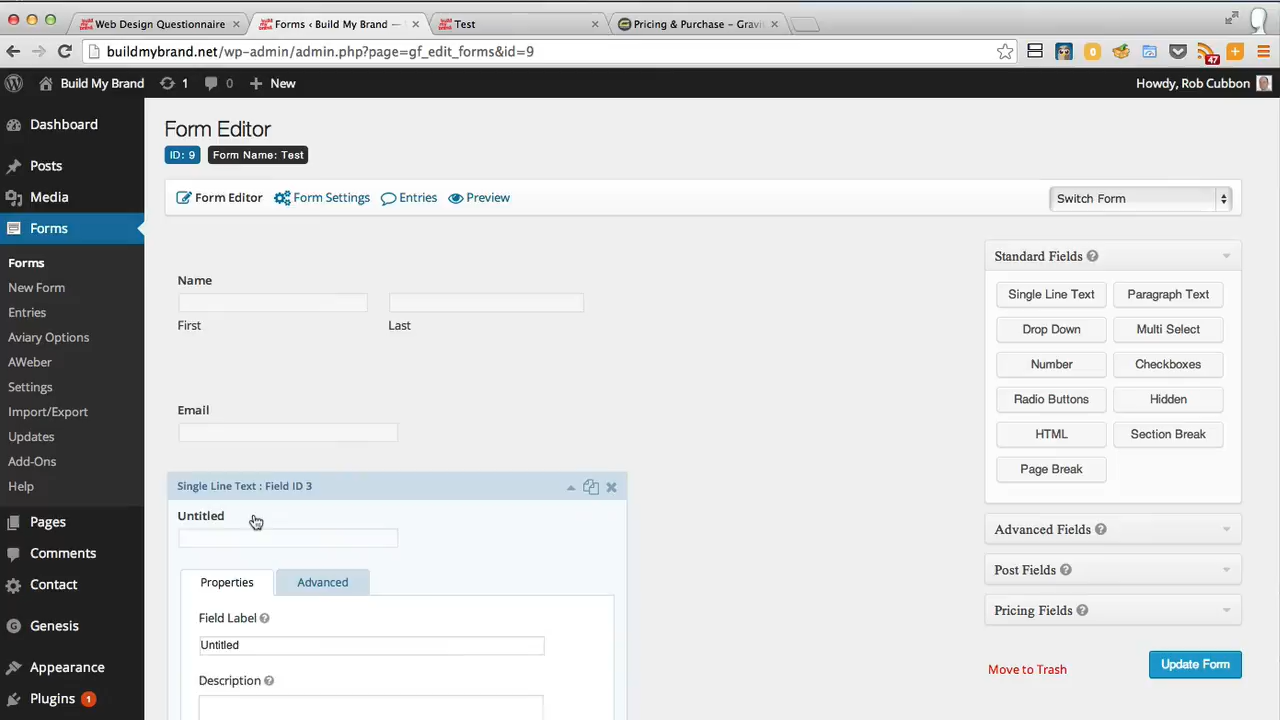 Web Design Questionnaire
Forms ‹ Build My Brand —
Test
Pricing & Purchase – Gravi
buildmybrand.net/wp-admin/admin.php?page=gf_edit_forms&id=9
47
Build My Brand
1
0
New
Howdy, Rob Cubbon
Dashboard
Posts
Media
Forms
Forms
New Form
Entries
Aviary Options
AWeber
Settings
Import/Export
Updates
Add-Ons
Help
Pages
Comments
Contact
Genesis
Appearance
Plugins 1
Form Editor
ID: 9
Form Name: Test
Form Editor
Form Settings
Entries
Preview
Switch Form
Name
First
Last
Email
Single Line Text : Field ID 3
Untitled
Properties
Advanced
Field Label
Untitled
Description
Standard Fields
Single Line Text
Paragraph Text
Drop Down
Multi Select
Number
Checkboxes
Radio Buttons
Hidden
HTML
Section Break
Page Break
Advanced Fields
Post Fields
Pricing Fields
Move to Trash
Update Form